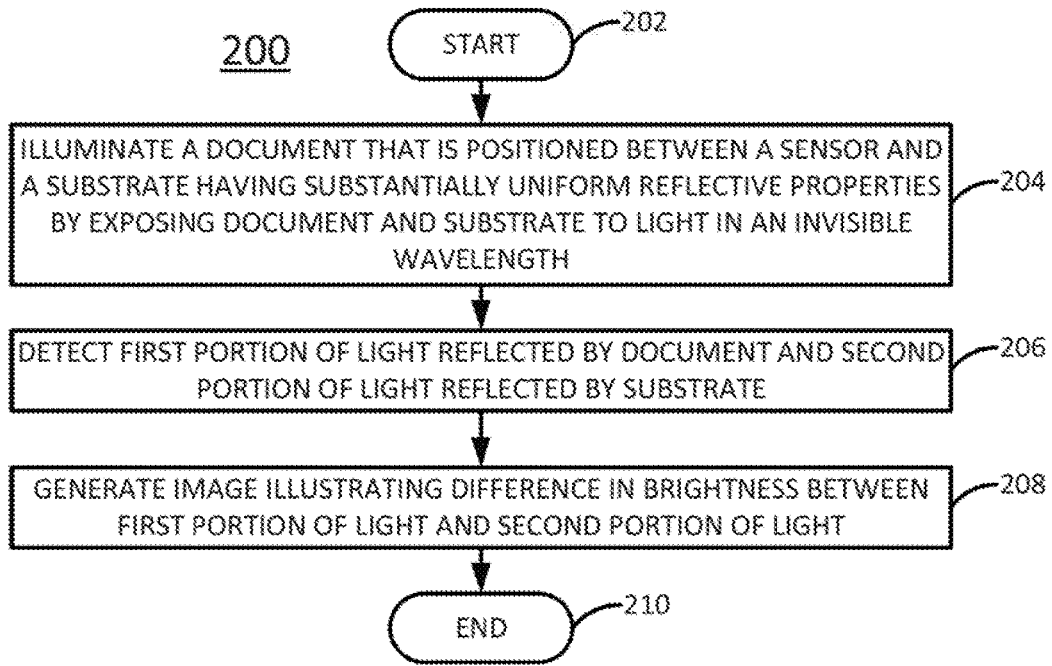 200
START
202
ILLUMINATE A DOCUMENT THAT IS POSITIONED BETWEEN A SENSOR AND
A SUBSTRATE HAVING SUBSTANTIALLY UNIFORM REFLECTIVE PROPERTIES
BY EXPOSING DOCUMENT AND SUBSTRATE TO LIGHT IN AN INVISIBLE
WAVELENGTH
204
DETECT FIRST PORTION OF LIGHT REFLECTED BY DOCUMENT AND SECOND
PORTION OF LIGHT REFLECTED BY SUBSTRATE
206
GENERATE IMAGE ILLUSTRATING DIFFERENCE IN BRIGHTNESS BETWEEN
FIRST PORTION OF LIGHT AND SECOND PORTION OF LIGHT
208
END
210